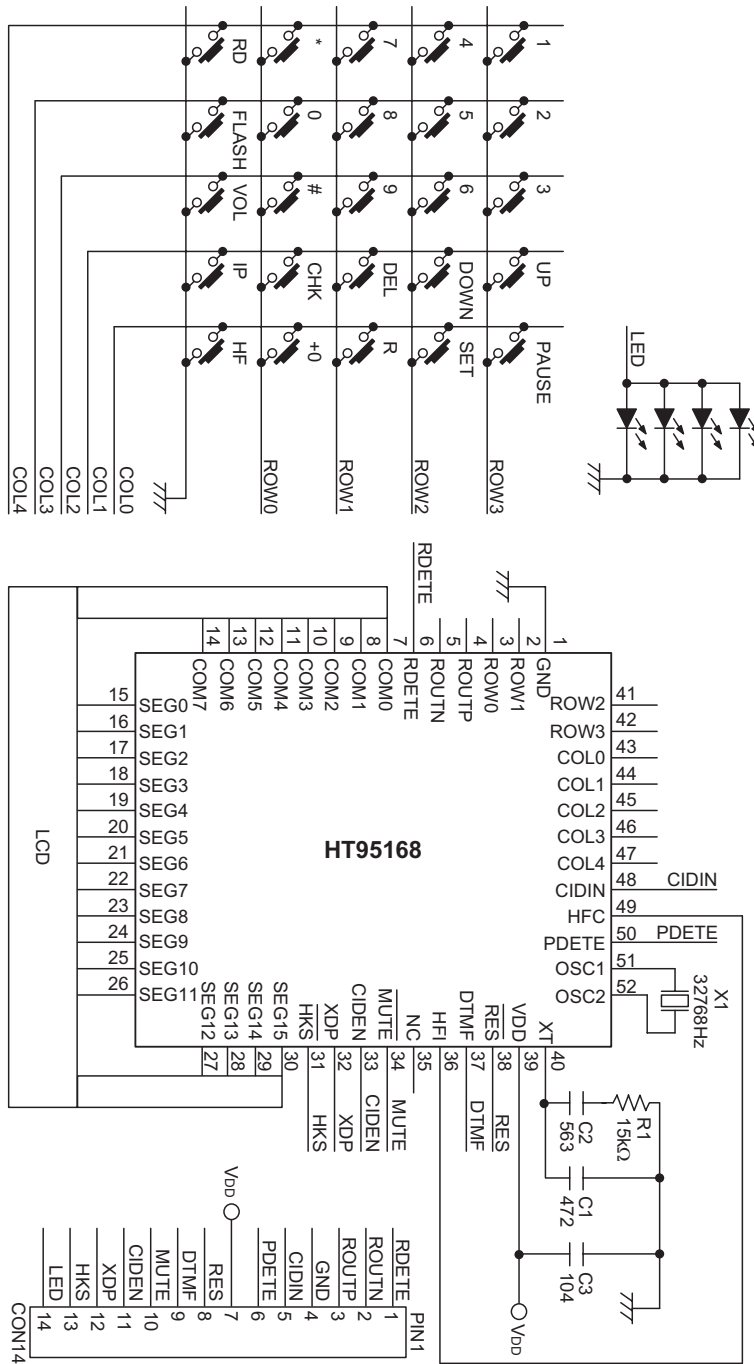 1
2
3
UP
PAUSE
4
5
6
DOWN
SET
7
8
9
DEL
R
*
0
#
CHK
+0
RD
FLASH
VOL
IP
HF
ROW3
ROW2
ROW1
ROW0
COL0
COL1
COL2
COL3
COL4
LED
HT95168
1 GND
2
3 ROW1
4 ROW0
5 ROUTP
6 ROUTN
7 RDETE
RDETE
8 COM0
9 COM1
10 COM2
11 COM3
12 COM4
13 COM5
14 COM6
COM7
15 SEG0
16 SEG1
17 SEG2
18 SEG3
19 SEG4
20 SEG5
21 SEG6
22 SEG7
23 SEG8
24 SEG9
25 SEG10
26 SEG11
27 SEG12
28 SEG13
29 SEG14
30 SEG15
31 HKS HKS
32 XDP XDP
33 CIDEN CIDEN
34 MUTE MUTE
35 NC
36 HFI
37 DTMF DTMF
38 RES RES
39 VDD
40 XT
ROW2 41
ROW3 42
COL0 43
COL1 44
COL2 45
COL3 46
COL4 47
CIDIN 48 CIDIN
HFC 49
PDETE 50 PDETE
OSC1 51
OSC2 52
X1
32768Hz
LCD
R1
15kΩ
C2
563
C1
472
C3
104
VDD
VDD
PIN1
RDETE 1
ROUTN 2
ROUTP 3
GND 4
CIDIN 5
PDETE 6
7
RES 8
DTMF 9
MUTE 10
CIDEN 11
XDP 12
HKS 13
LED 14
CON14